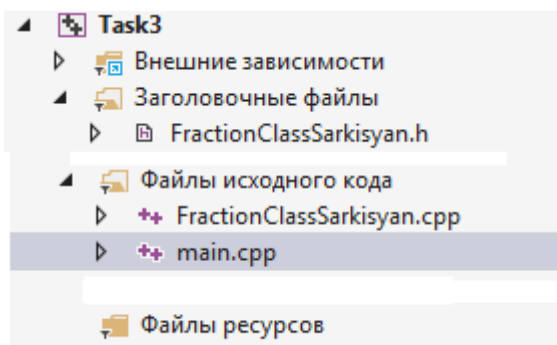 Task3
Внешние зависимости
Заголовочные файлы
FractionClassSarkisyan.h
Файлы исходного кода
FractionClassSarkisyan.cpp
main.cpp
Файлы ресурсов